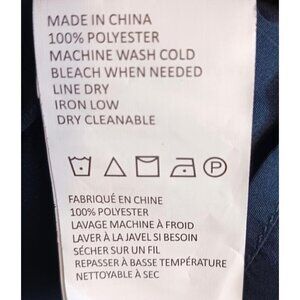 MADE IN CHINA
100% POLYESTER
MACHINE WASH COLD
BLEACH WHEN NEEDED
LINE DRY
IRON LOW
DRY CLEANABLE
P
FABRIQUÉ EN CHINE
100% POLYESTER
LAVAGE MACHINE À FROID
LAVER À LA JAVEL SI BESOIN
SÉCHER SUR UN FIL
REPASSER À BASSE TEMPÉRATURE
NETTOYABLE À SEC